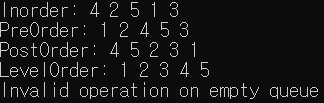 Inorder: 4 2 5 1 3
PreOrder: 1 2 4 5 3
PostOrder: 4 5 2 3 1
LevelOrder: 1 2 3 4 5
Invalid operation on empty queue